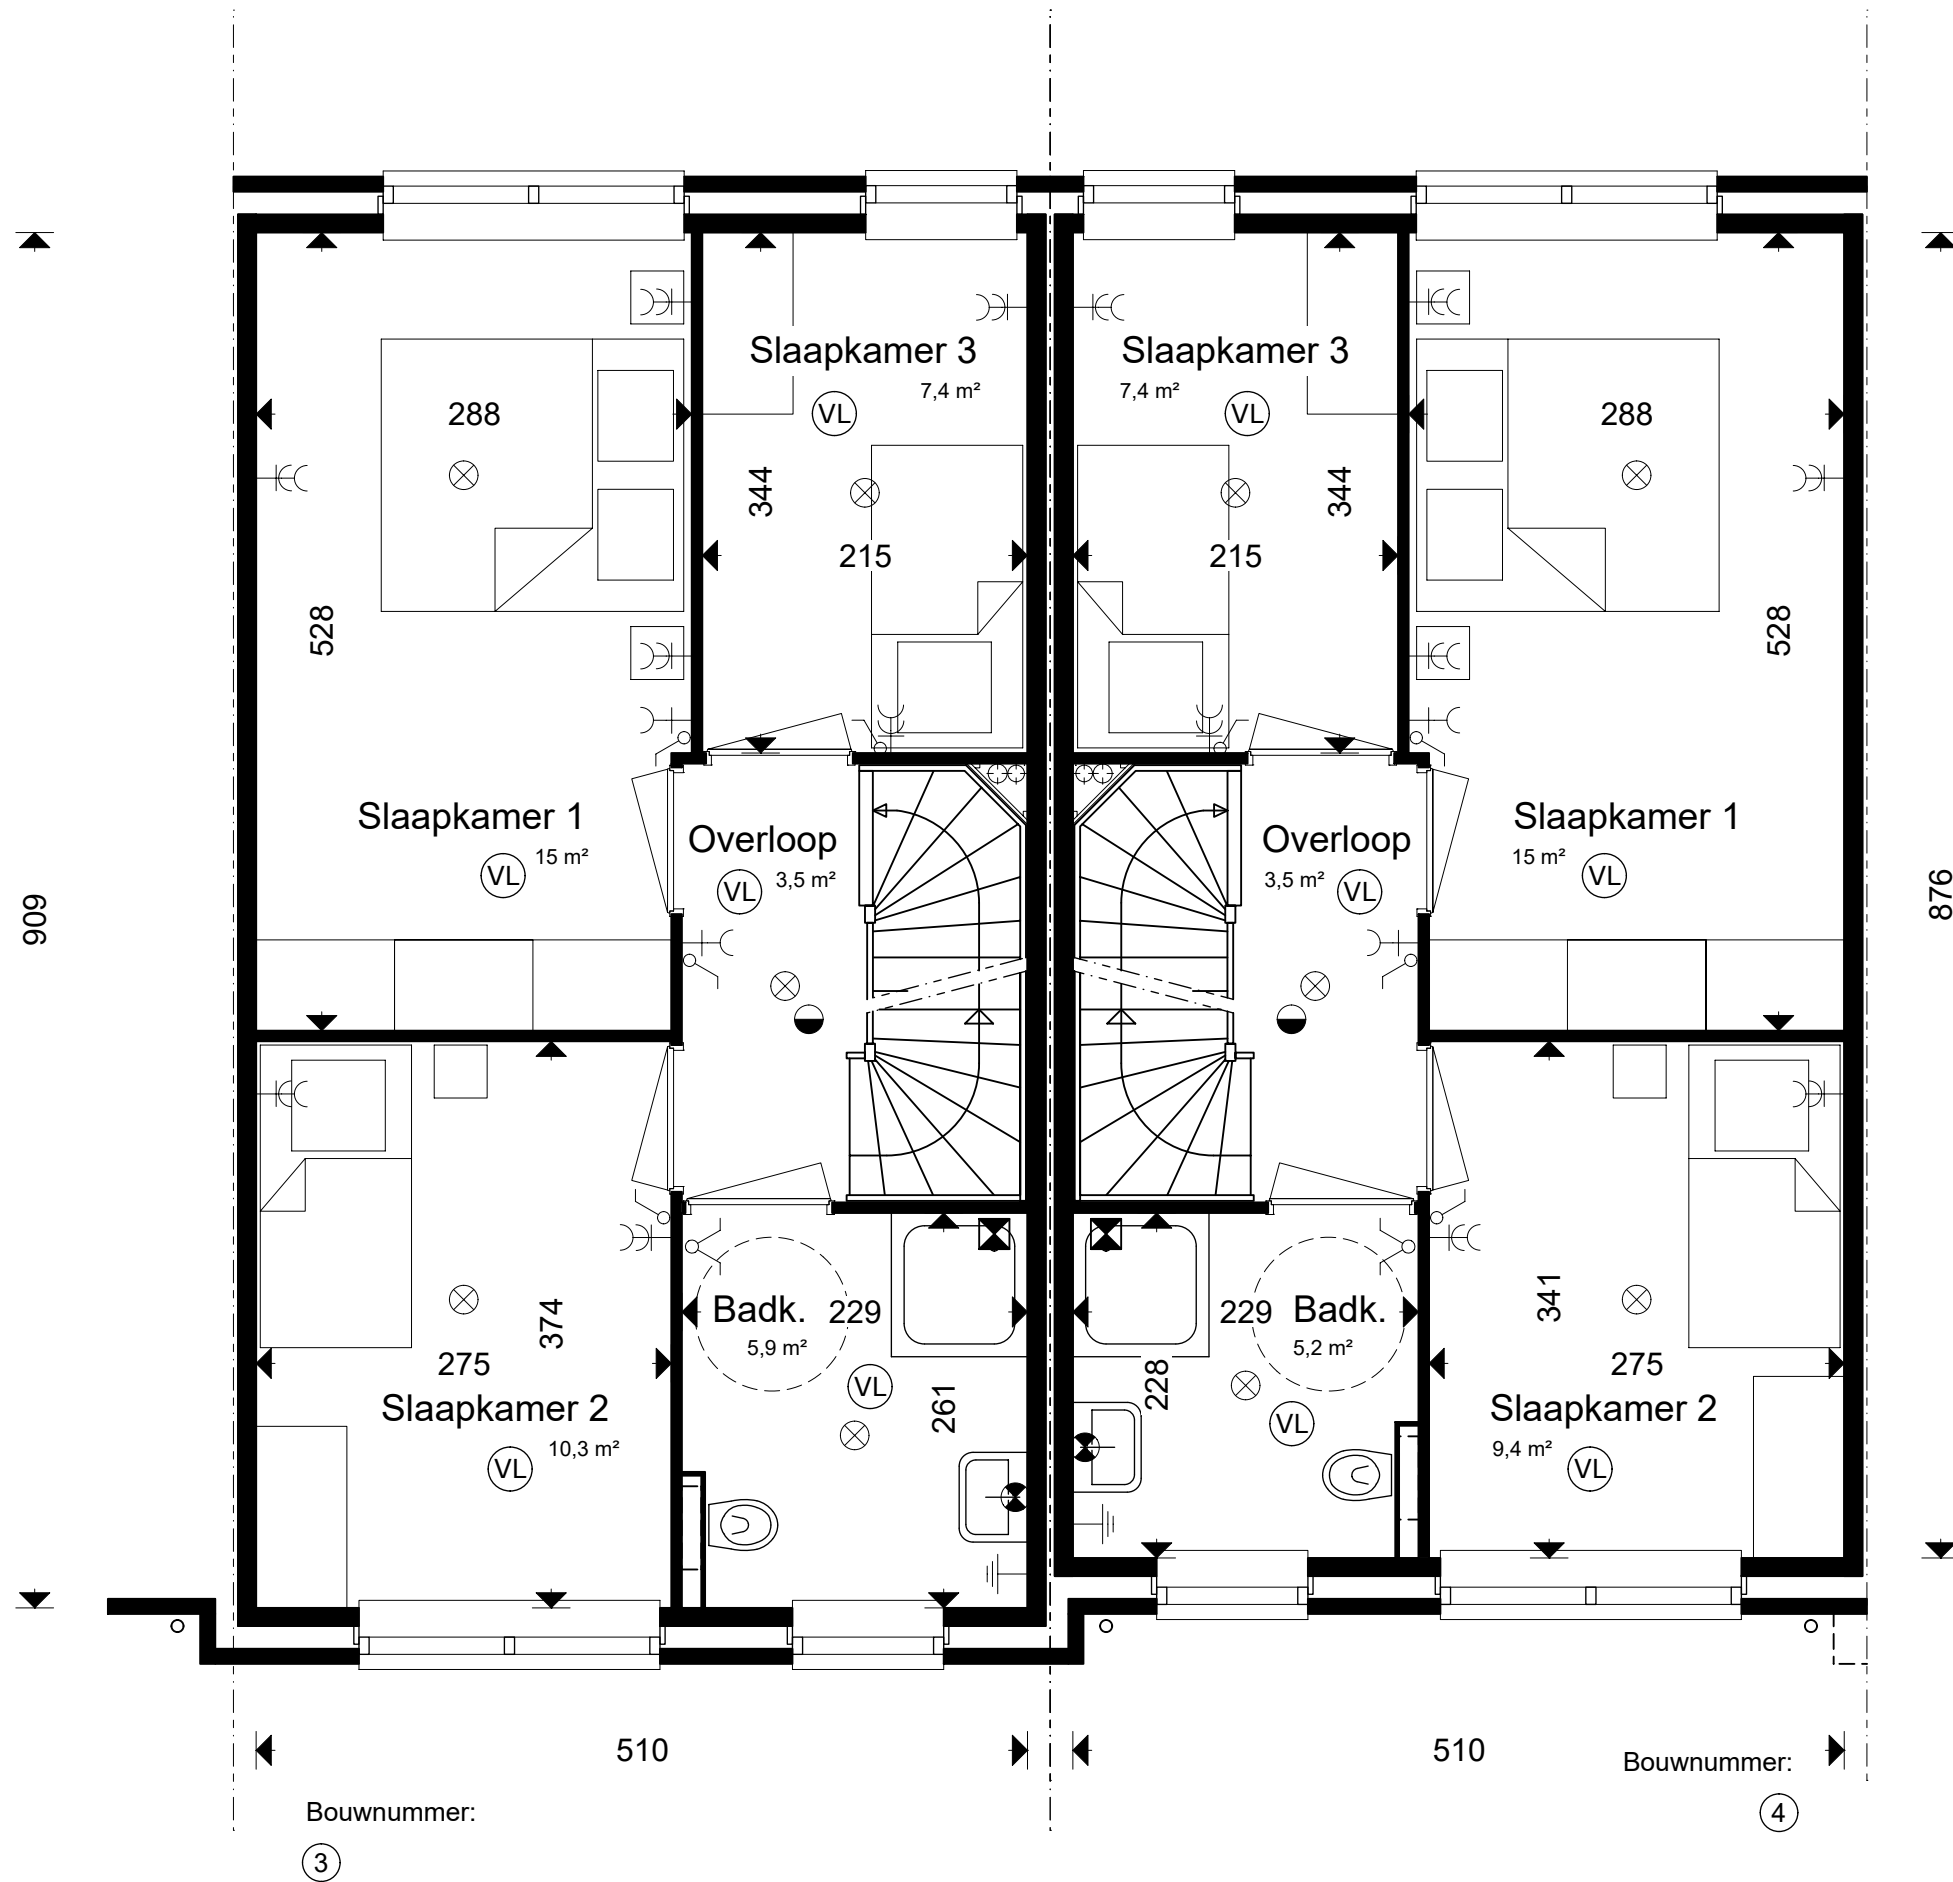 Slaapkamer 3
7,4 m²
VL
288
344
215
528
Slaapkamer 1
15 m²
VL
Overloop
3,5 m²
VL
909
374
275
Slaapkamer 2
10,3 m²
VL
Badk.
5,9 m²
229
VL
261
510
Bouwnummer:
3
Slaapkamer 3
7,4 m²
VL
288
344
215
528
Overloop
3,5 m²
VL
Slaapkamer 1
15 m²
VL
876
229
Badk.
5,2 m²
228
VL
341
275
Slaapkamer 2
9,4 m²
VL
510
Bouwnummer:
4